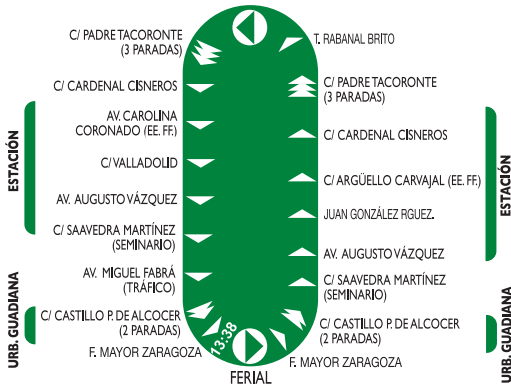 C/ PADRE TACORONTE
(3 PARADAS)
C/ CARDENAL CISNEROS
AV. CAROLINA
CORONADO (EE. FF.)
C/ VALLADOLID
AV. AUGUSTO VÁZQUEZ
C/ SAAVEDRA MARTÍNEZ
(SEMINARIO)
AV. MIGUEL FABRÁ
(TRÁFICO)
C/ CASTILLO P. DE ALCOCER
(2 PARADAS)
F. MAYOR ZARAGOZA
ESTACIÓN
URB. GUADIANA
13:38
FERIAL
T. RABANAL BRITO
C/ PADRE TACORONTE
(3 PARADAS)
C/ CARDENAL CISNEROS
C/ ARGÜELLO CARVAJAL (EE. FF.)
JUAN GONZÁLEZ RGUEZ.
AV. AUGUSTO VÁZQUEZ
C/ SAAVEDRA MARTÍNEZ
(SEMINARIO)
C/ CASTILLO P. DE ALCOCER
(2 PARADAS)
F. MAYOR ZARAGOZA
ESTACIÓN
URB. GUADIANA